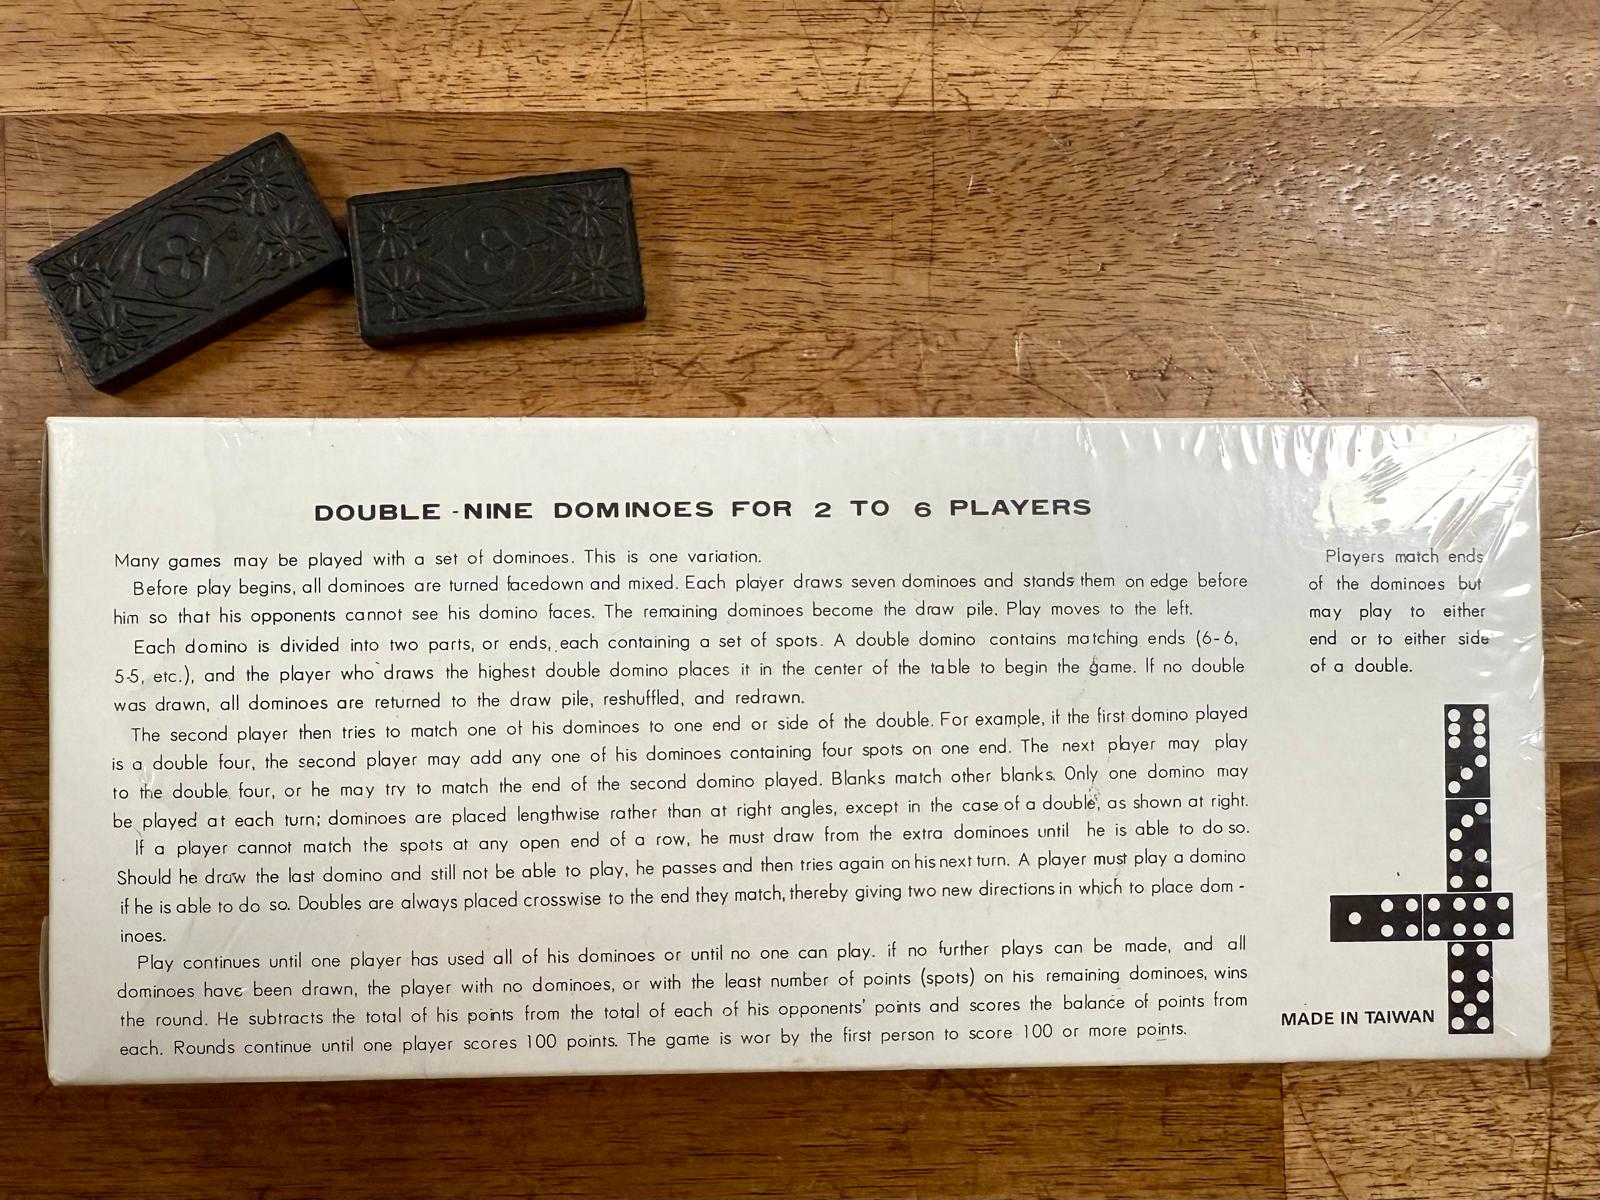 DOUBLE -NINE DOMINOES FOR 2 TO 6 PLAYERS
Many games may be played with a set of dominoes. This is one variation.
Before play begins, all dominoes are turned facedown and mixed. Each player draws seven dominoes and stands them on edge before
him so that his opponents cannot see his domino faces. The remaining dominoes become the draw pile. Play moves to the left.
Each domino is divided into two parts, or ends, each containing a set of spots. A double domino contains matching ends (6-6,
5-5, etc.), and the player who draws the highest double domino places it in the center of the table to begin the game. If no double
was drawn, all dominoes are returned to the draw pile, reshuffled, and redrawn.
The second player then tries to match one of his dominoes to one end or side of the double. For example, if the first domino played
is a double four, the second player may add any one of his dominoes containing four spots on one end. The next player may play
to the double four, or he may try to match the end of the second domino played. Blanks match other blanks. Only one domino may
be played at each turn; dominoes are placed lengthwise rather than at right angles, except in the case of a double, as shown at right.
If a player cannot match the spots at any open end of a row, he must draw from the extra dominoes until he is able to do so.
Should he draw the last domino and still not be able to play, he passes and then tries again on his next turn. A player must play a domino
if he is able to do so. Doubles are always placed crosswise to the end they match, thereby giving two new directions in which to place dom -
inoes.
Play continues until one player has used all of his dominoes or until no one can play. if no further plays can be made, and all
dominoes have been drawn, the player with no dominoes, or with the least number of points (spots) on his remaining dominoes, wins
the round. He subtracts the total of his points from the total of each of his opponents' points and scores the balance of points from
each. Rounds continue until one player scores 100 points. The game is wor by the first person to score 100 or more points.
Players match ends
of the dominoes but
may play to either
end or to either side
of a double.
MADE IN TAIWAN